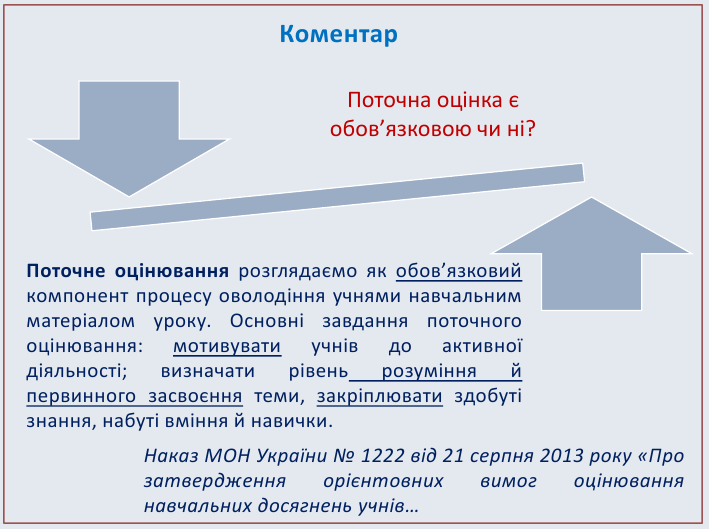 Коментар
Поточна оцінка є
обов’язковою чи ні?
Поточне оцінювання розглядаємо як обов’язковий
компонент процесу оволодіння учнями навчальним
матеріалом уроку. Основні завдання поточного
оцінювання: мотивувати учнів до активної
діяльності; визначати рівень розуміння й
первинного засвоєння теми, закріплювати здобуті
знання, набуті вміння й навички.
Наказ МОН України № 1222 від 21 серпня 2013 року «Про
затвердження орієнтовних вимог оцінювання
навчальних досягнень учнів…